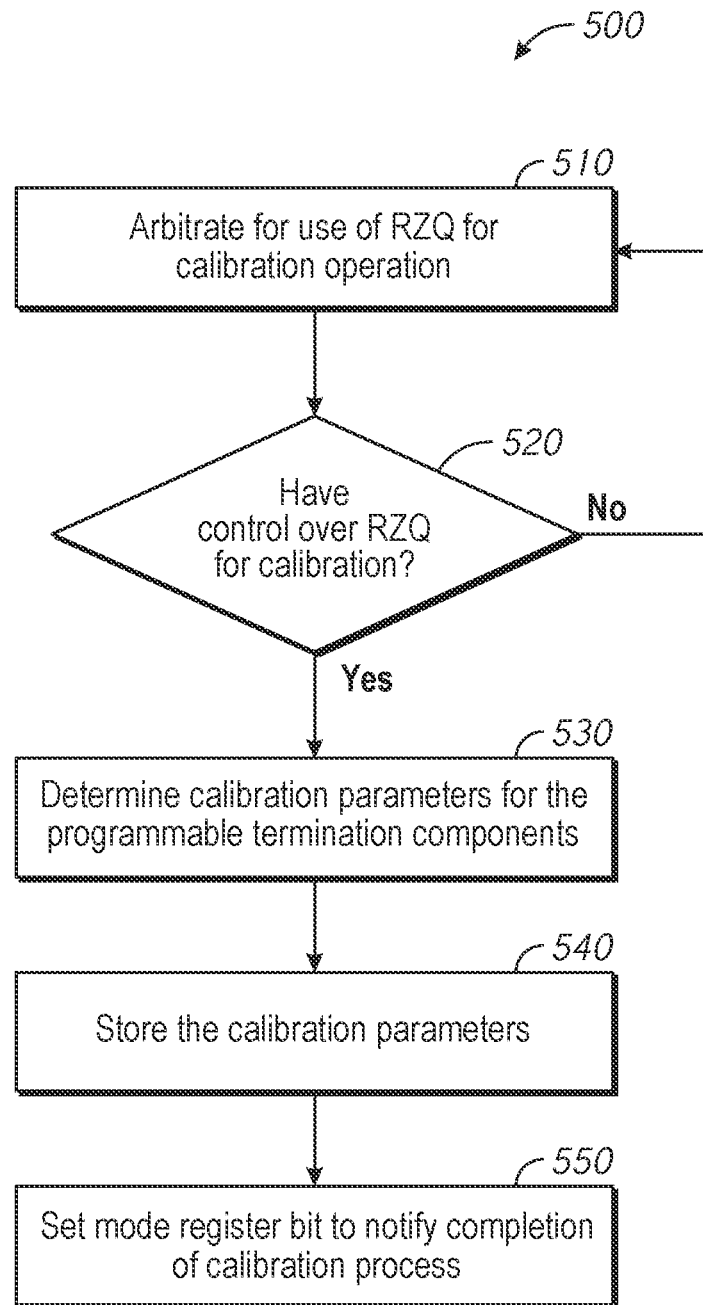 500
510
Arbitrate for use of RZQ for
calibration operation
520
Have
control over RZQ
for calibration?
No
Yes
530
Determine calibration parameters for the
programmable termination components
540
Store the calibration parameters
550
Set mode register bit to notify completion
of calibration process